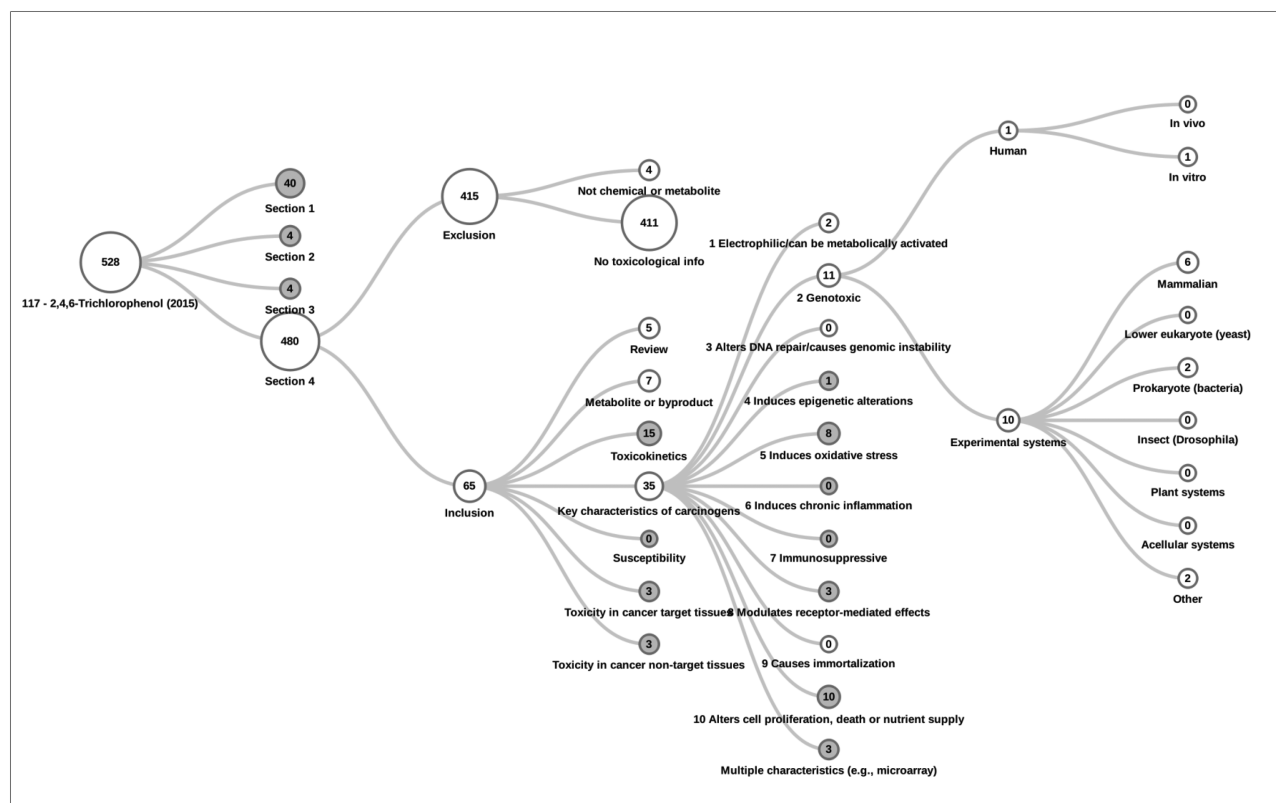 528
117 - 2,4,6-Trichlorophenol (2015)
40
Section 1
4
Section 2
4
Section 3
480
Section 4
415
Exclusion
65
Inclusion
4
Not chemical or metabolite
411
No toxicological info
5
Review
7
Metabolite or byproduct
15
Toxicokinetics
35
Key characteristics of carcinogens
0
Susceptibility
3
Toxicity in cancer target tissues
3
Toxicity in cancer non-target tissues
2
1 Electrophilic/can be metabolically activated
11
2 Genotoxic
0
3 Alters DNA repair/causes genomic instability
1
4 Induces epigenetic alterations
8
5 Induces oxidative stress
0
6 Induces chronic inflammation
0
7 Immunosuppressive
3
8 Modulates receptor-mediated effects
0
9 Causes immortalization
10
10 Alters cell proliferation, death or nutrient supply
3
Multiple characteristics (e.g., microarray)
1
Human
10
Experimental systems
0
In vivo
1
In vitro
6
Mammalian
0
Lower eukaryote (yeast)
2
Prokaryote (bacteria)
0
Insect (Drosophila)
0
Plant systems
0
Acellular systems
2
Other